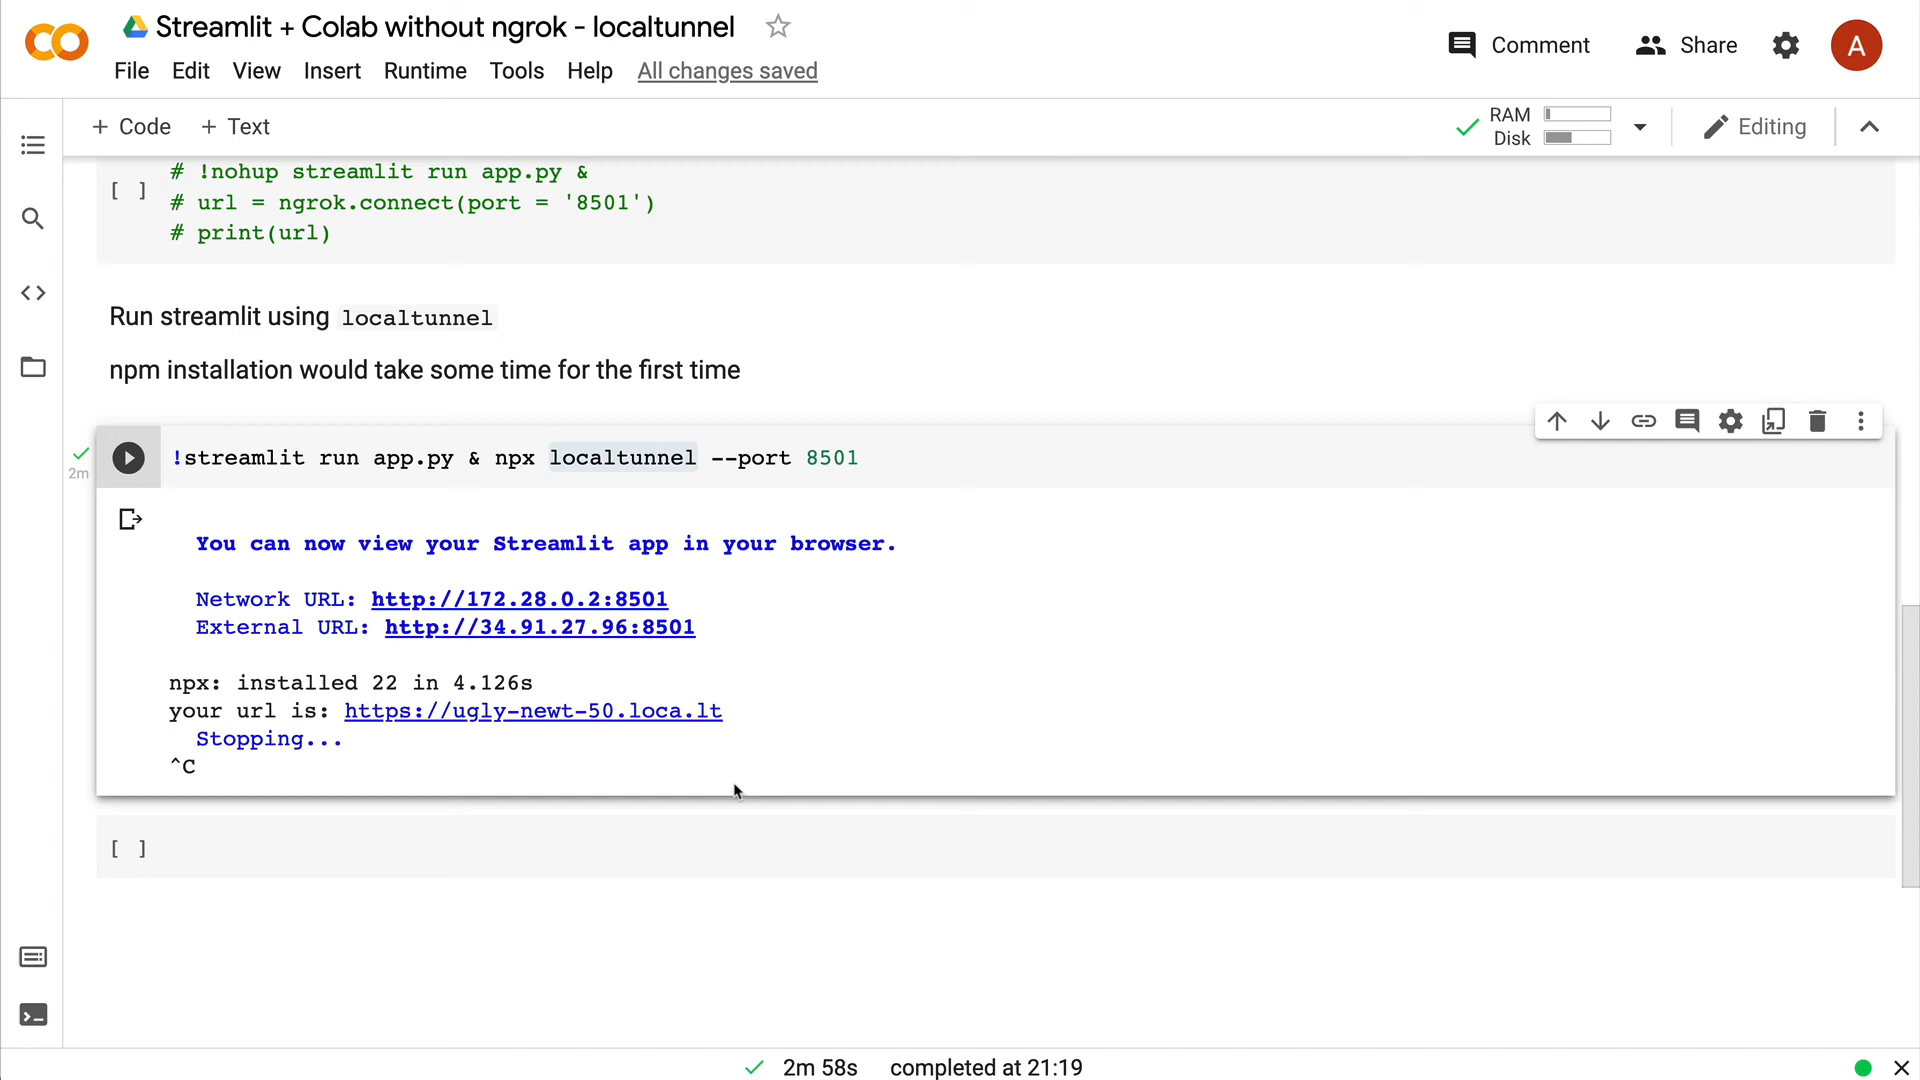 Streamlit + Colab without ngrok - localtunnel
Comment
Share
A
File Edit View Insert Runtime Tools Help All changes saved
+ Code + Text
RAM
Disk
Editing
[ ]
# !nohup streamlit run app.py &
# url = ngrok.connect(port = '8501')
# print(url)
Run streamlit using localtunnel
npm installation would take some time for the first time
2m
!streamlit run app.py & npx localtunnel --port 8501
You can now view your Streamlit app in your browser.
Network URL: http://172.28.0.2:8501
External URL: http://34.91.27.96:8501
npx: installed 22 in 4.126s
your url is: https://ugly-newt-50.loca.lt
Stopping...
^C
[ ]
2m 58s completed at 21:19